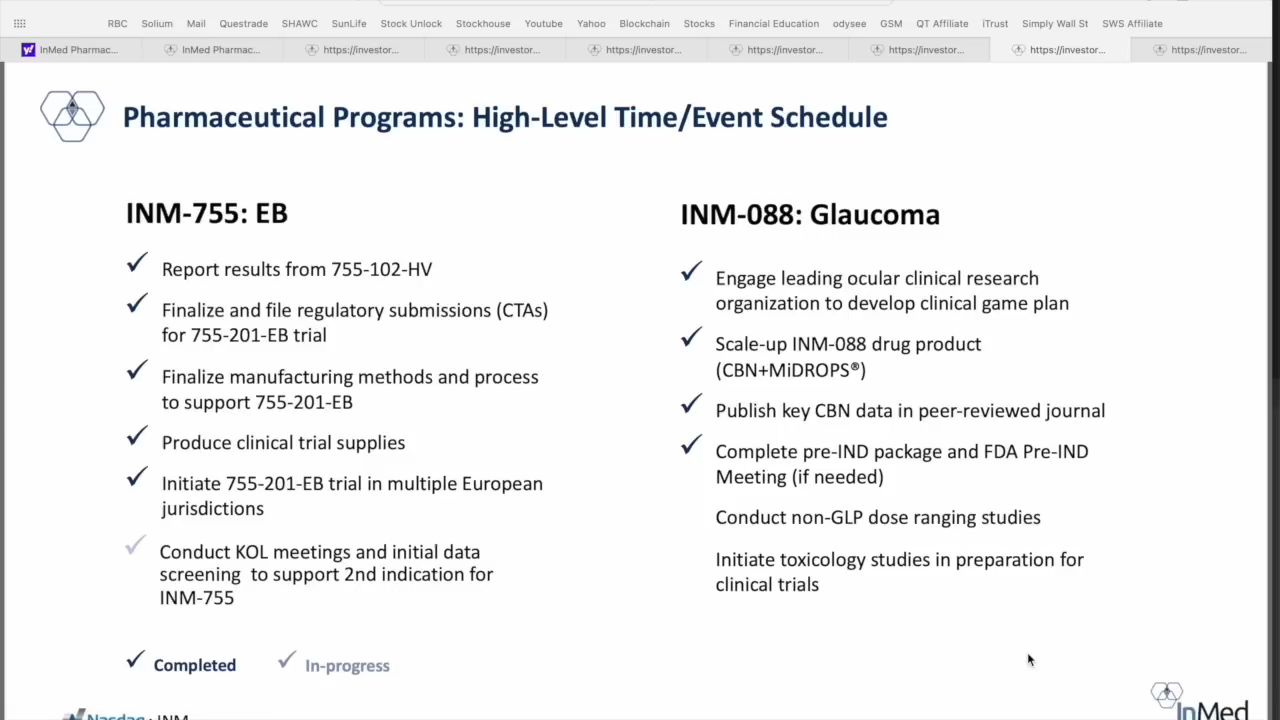 RBC Solium Mail Questrade SHAWC SunLife Stock Unlock Stockhouse Youtube Yahoo Blockchain Stocks Financial Education odysee GSM QT Affiliate iTrust Simply Wall St SWS Affiliate
InMed Pharmac... InMed Pharmac... https://investor... https://investor... https://investor... https://investor... https://investor... https://investor... https://investor...
Pharmaceutical Programs: High-Level Time/Event Schedule
INM-755: EB
Report results from 755-102-HV
Finalize and file regulatory submissions (CTAs)
for 755-201-EB trial
Finalize manufacturing methods and process
to support 755-201-EB
Produce clinical trial supplies
Initiate 755-201-EB trial in multiple European
jurisdictions
Conduct KOL meetings and initial data
screening to support 2nd indication for
INM-755
INM-088: Glaucoma
Engage leading ocular clinical research
organization to develop clinical game plan
Scale-up INM-088 drug product
(CBN+MiDROPS®)
Publish key CBN data in peer-reviewed journal
Complete pre-IND package and FDA Pre-IND
Meeting (if needed)
Conduct non-GLP dose ranging studies
Initiate toxicology studies in preparation for
clinical trials
Completed In-progress
Nasdaq : INM
InMed